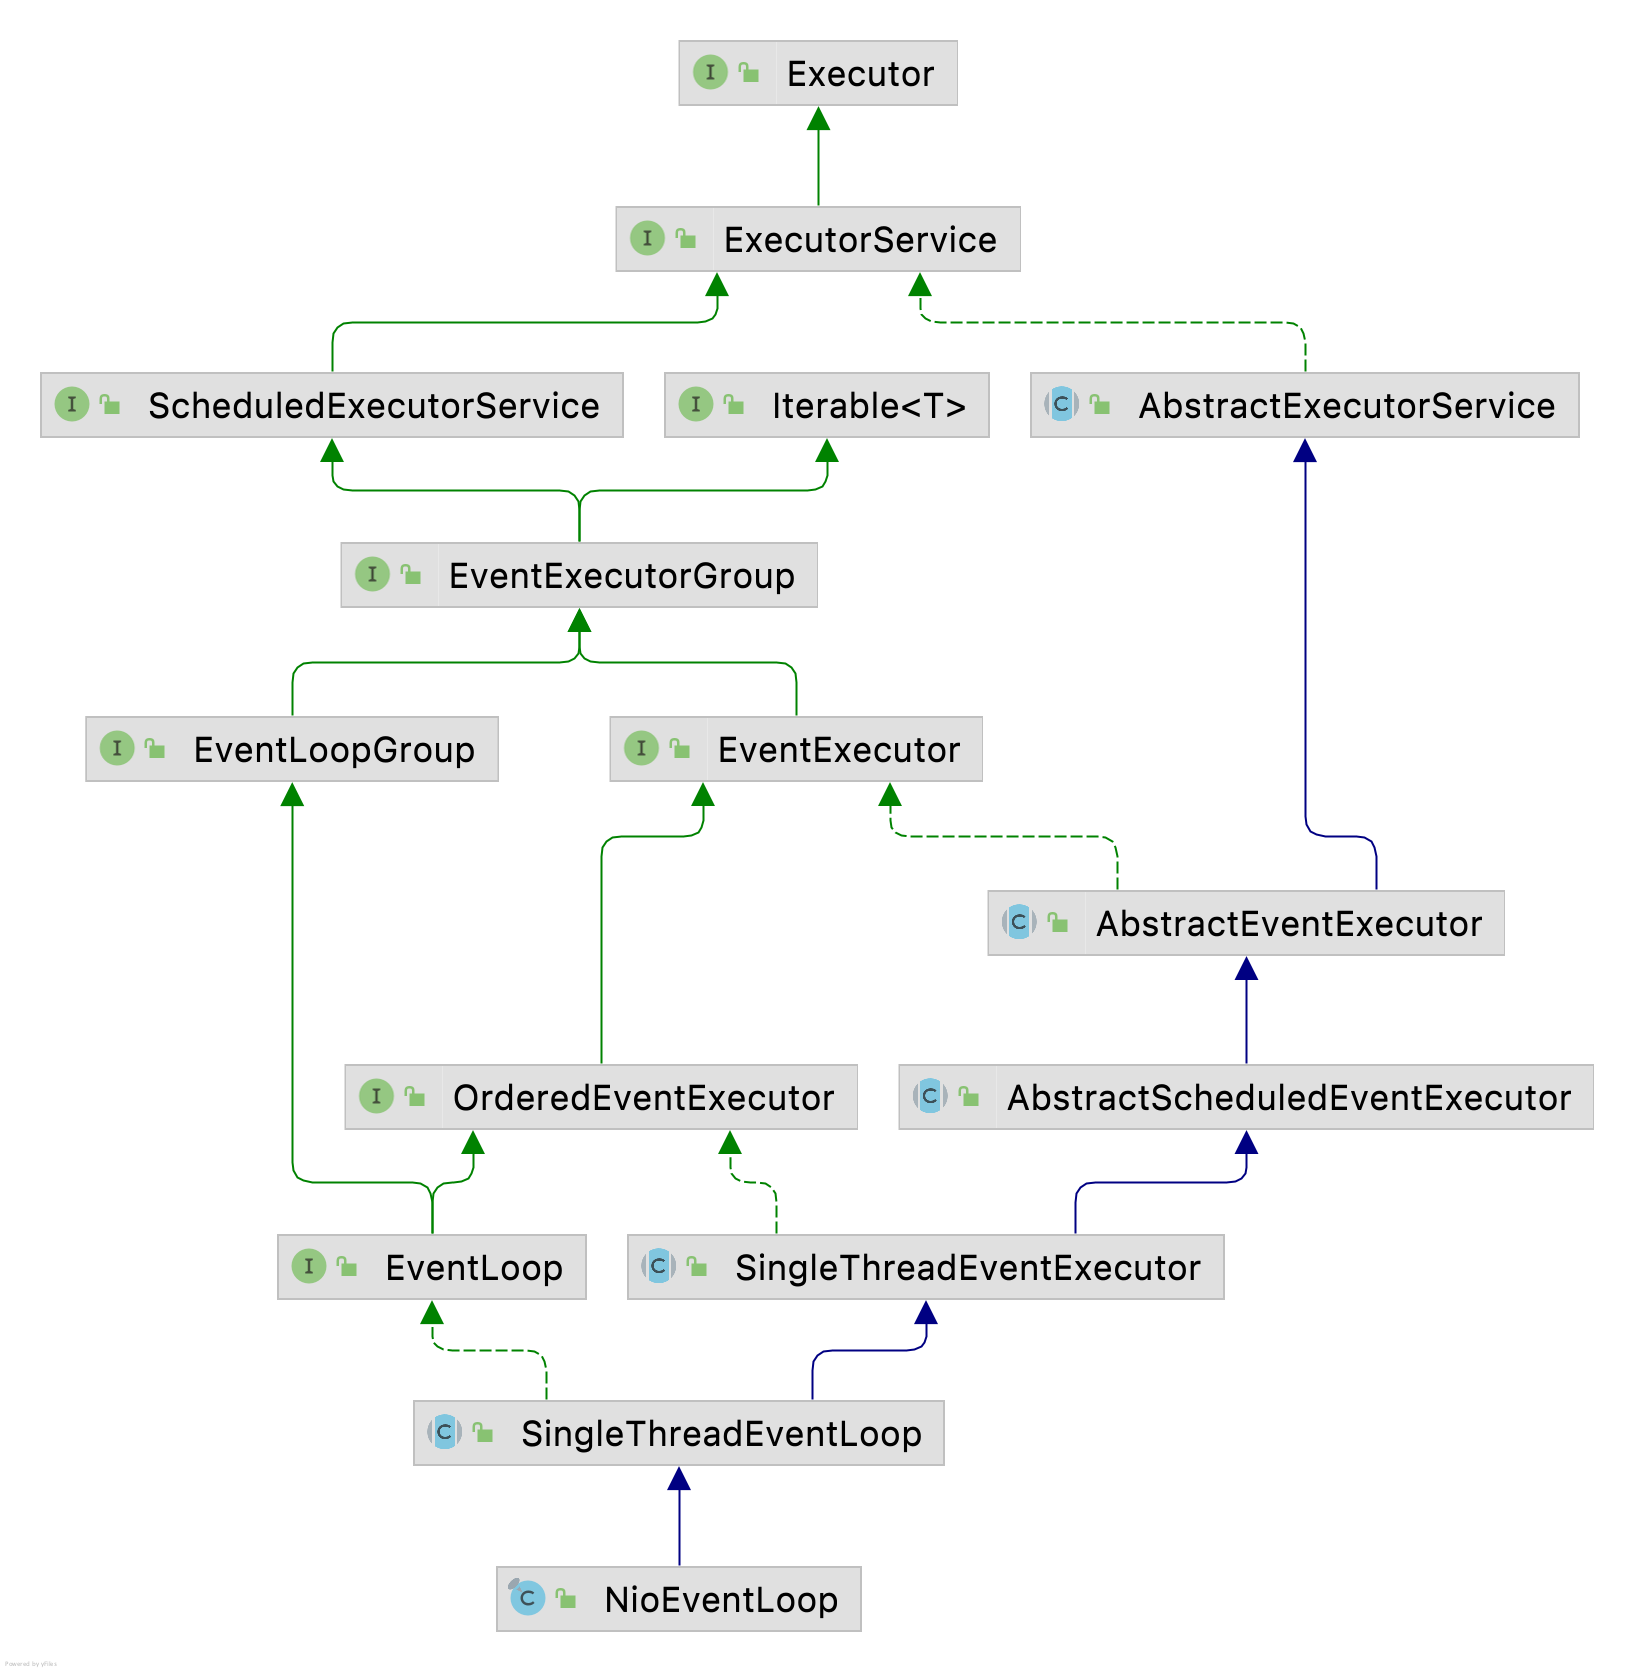 I Executor
I ExecutorService
I ScheduledExecutorService
I Iterable<T>
C AbstractExecutorService
I EventExecutorGroup
I EventLoopGroup
I EventExecutor
C AbstractEventExecutor
I OrderedEventExecutor
C AbstractScheduledEventExecutor
I EventLoop
C SingleThreadEventExecutor
C SingleThreadEventLoop
C NioEventLoop
Powered by yFiles